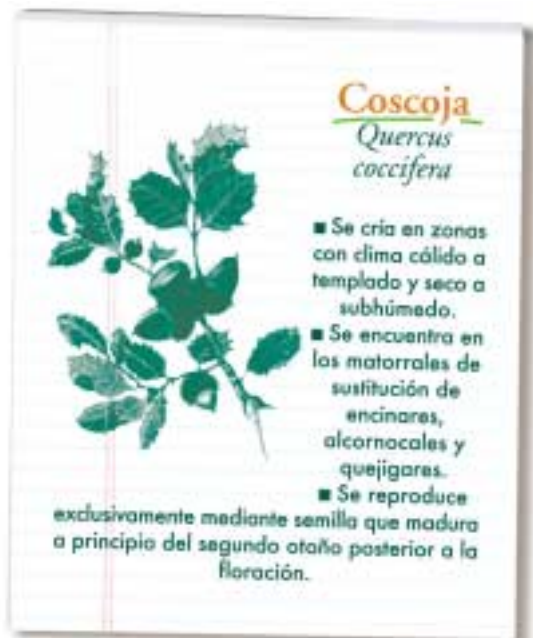 Coscoja
Quercus
coccifera
■ Se cría en zonas
con clima cálido a
templado y seco a
subhúmedo.
■ Se encuentra en
los matorrales de
sustitución de
encinares,
alcornocales y
quejigares.
■ Se reproduce
exclusivamente mediante semilla que madura
a principio del segundo otoño posterior a la
floración.